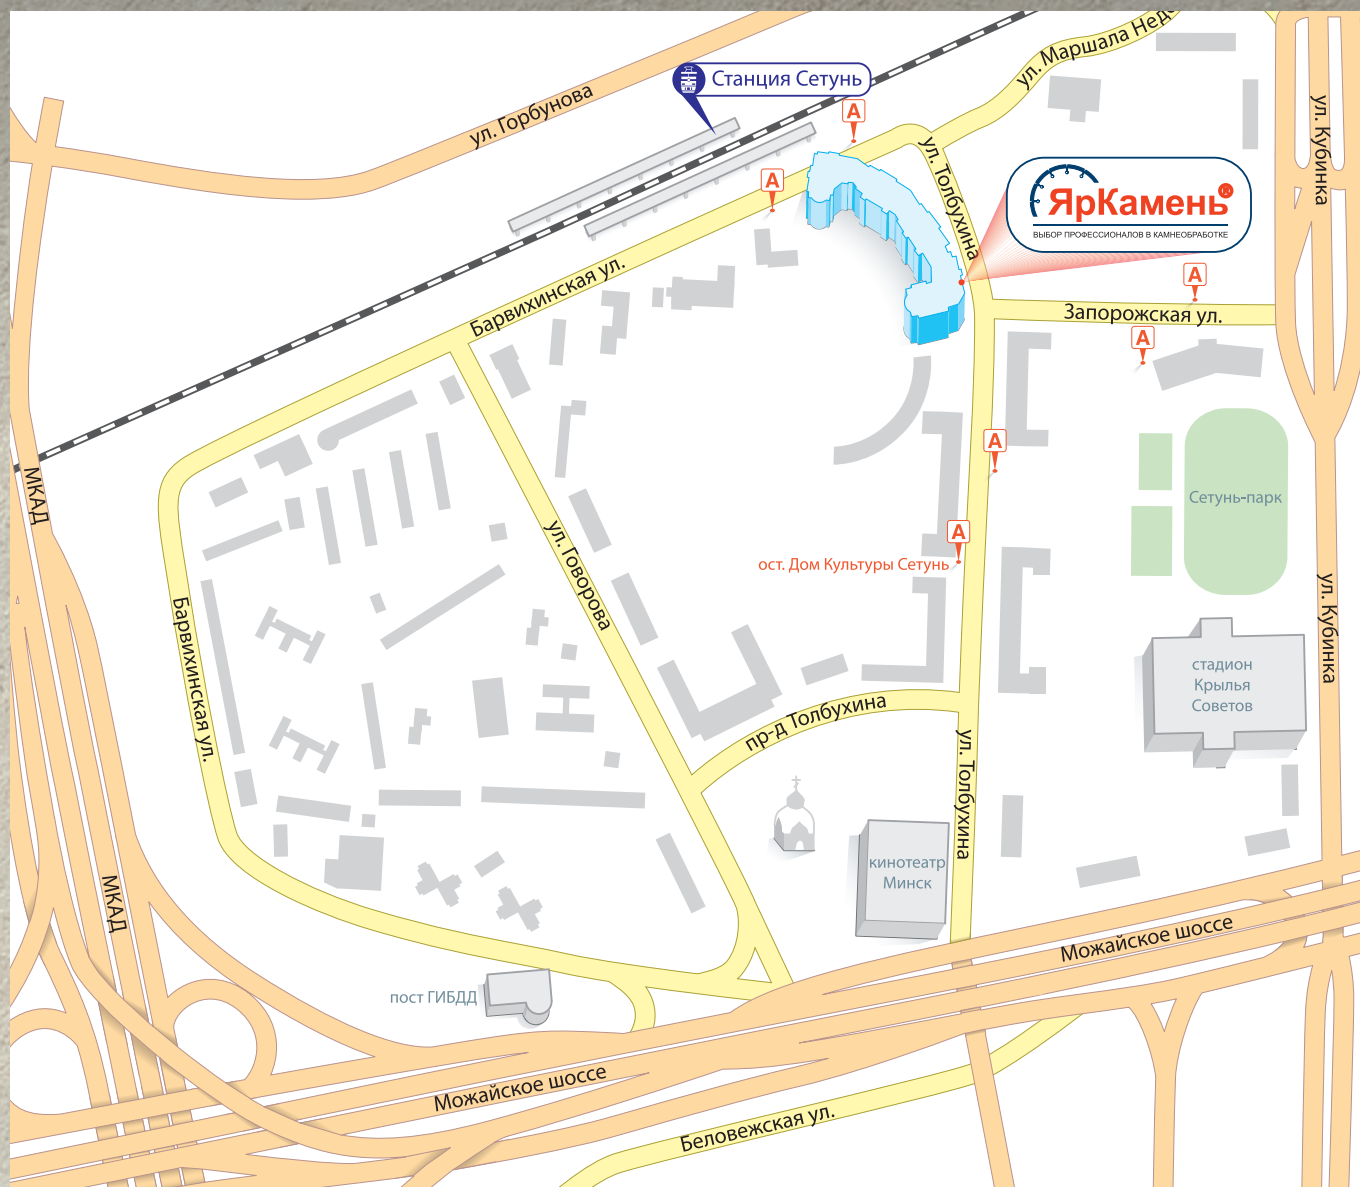 ул. Маршала Неде
Станция Сетунь
ул. Горбунова
А
ул. Кубинка
ул. Толбухина
А
ЯрКамень®
ВЫБОР ПРОФЕССИОНАЛОВ В КАМНЕОБРАБОТКЕ
Барвихинская ул.
А
Запорожская ул.
А
А
МКАД
Сетунь-парк
А
ост. Дом Культуры Сетунь
ул. Говорова
Барвихинская ул.
ул. Кубинка
стадион
Крылья
Советов
пр-д Толбухина
ул. Толбухина
кинотеатр
Минск
МКАД
Можайское шоссе
пост ГИБДД
Можайское шоссе
Беловежская ул.